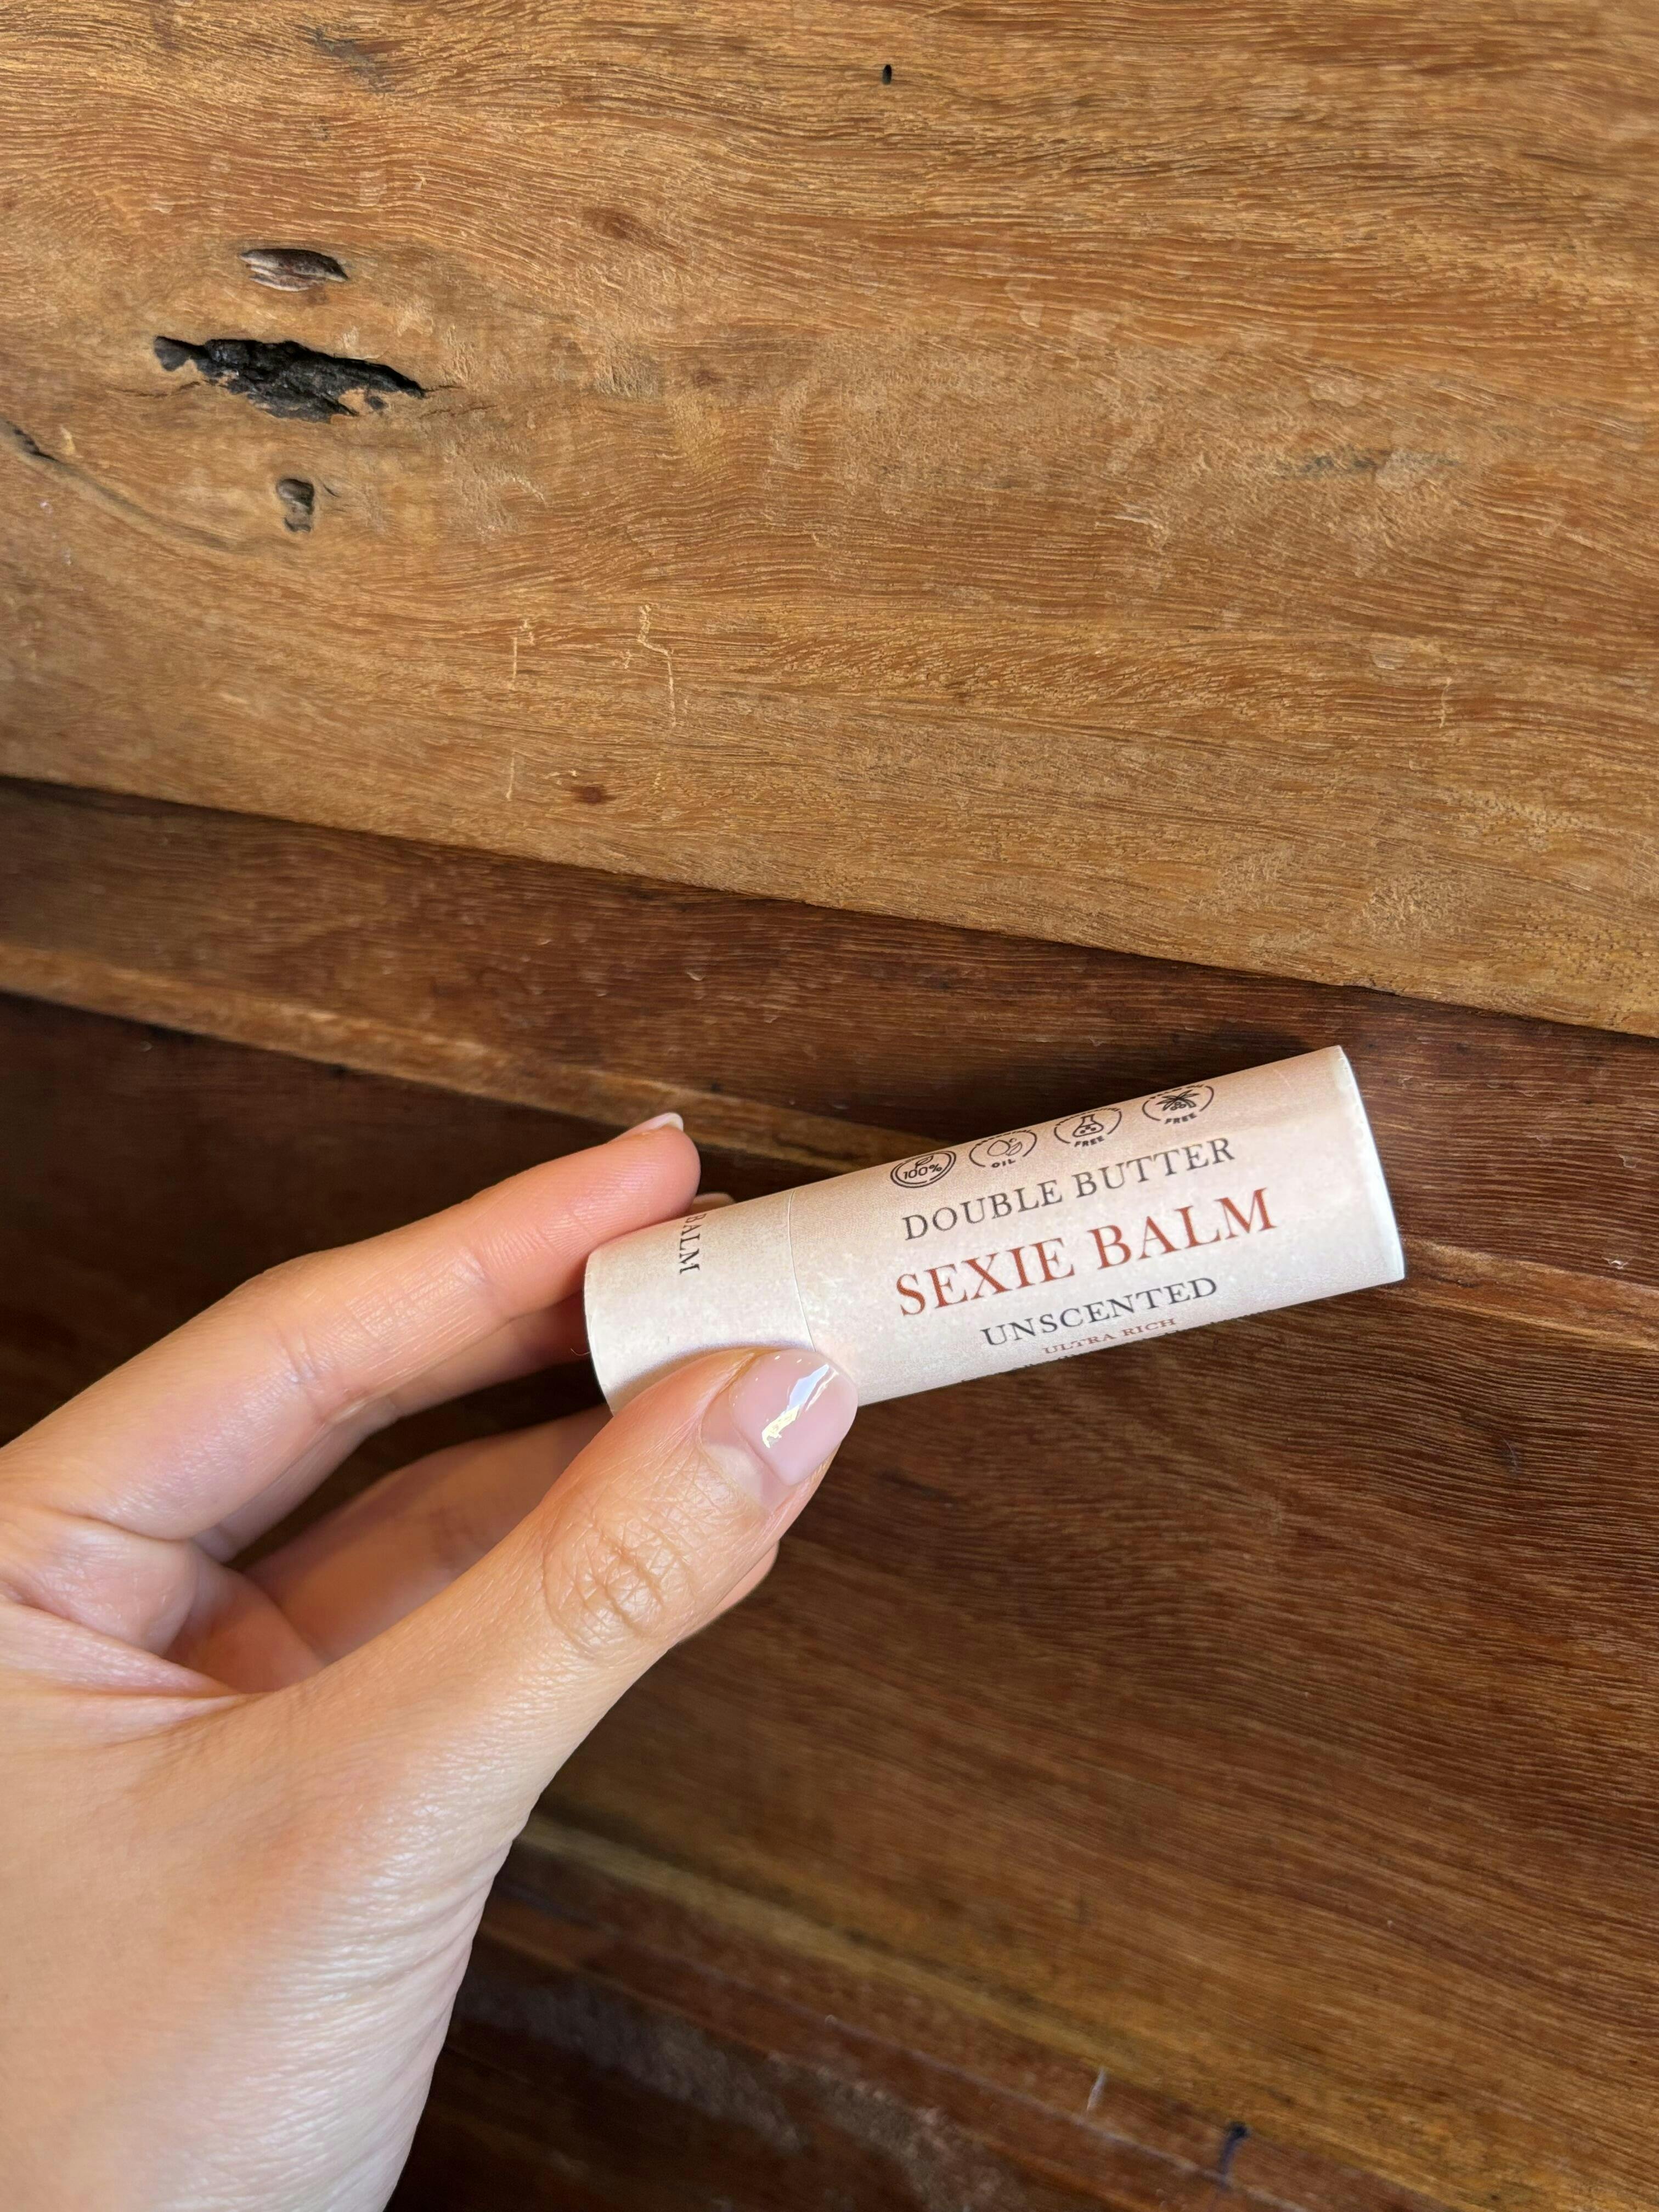 100%
OIL
FREE
FREE
DOUBLE BUTTER
SEXIE BALM
UNSCENTED
ULTRA RICH
BALM